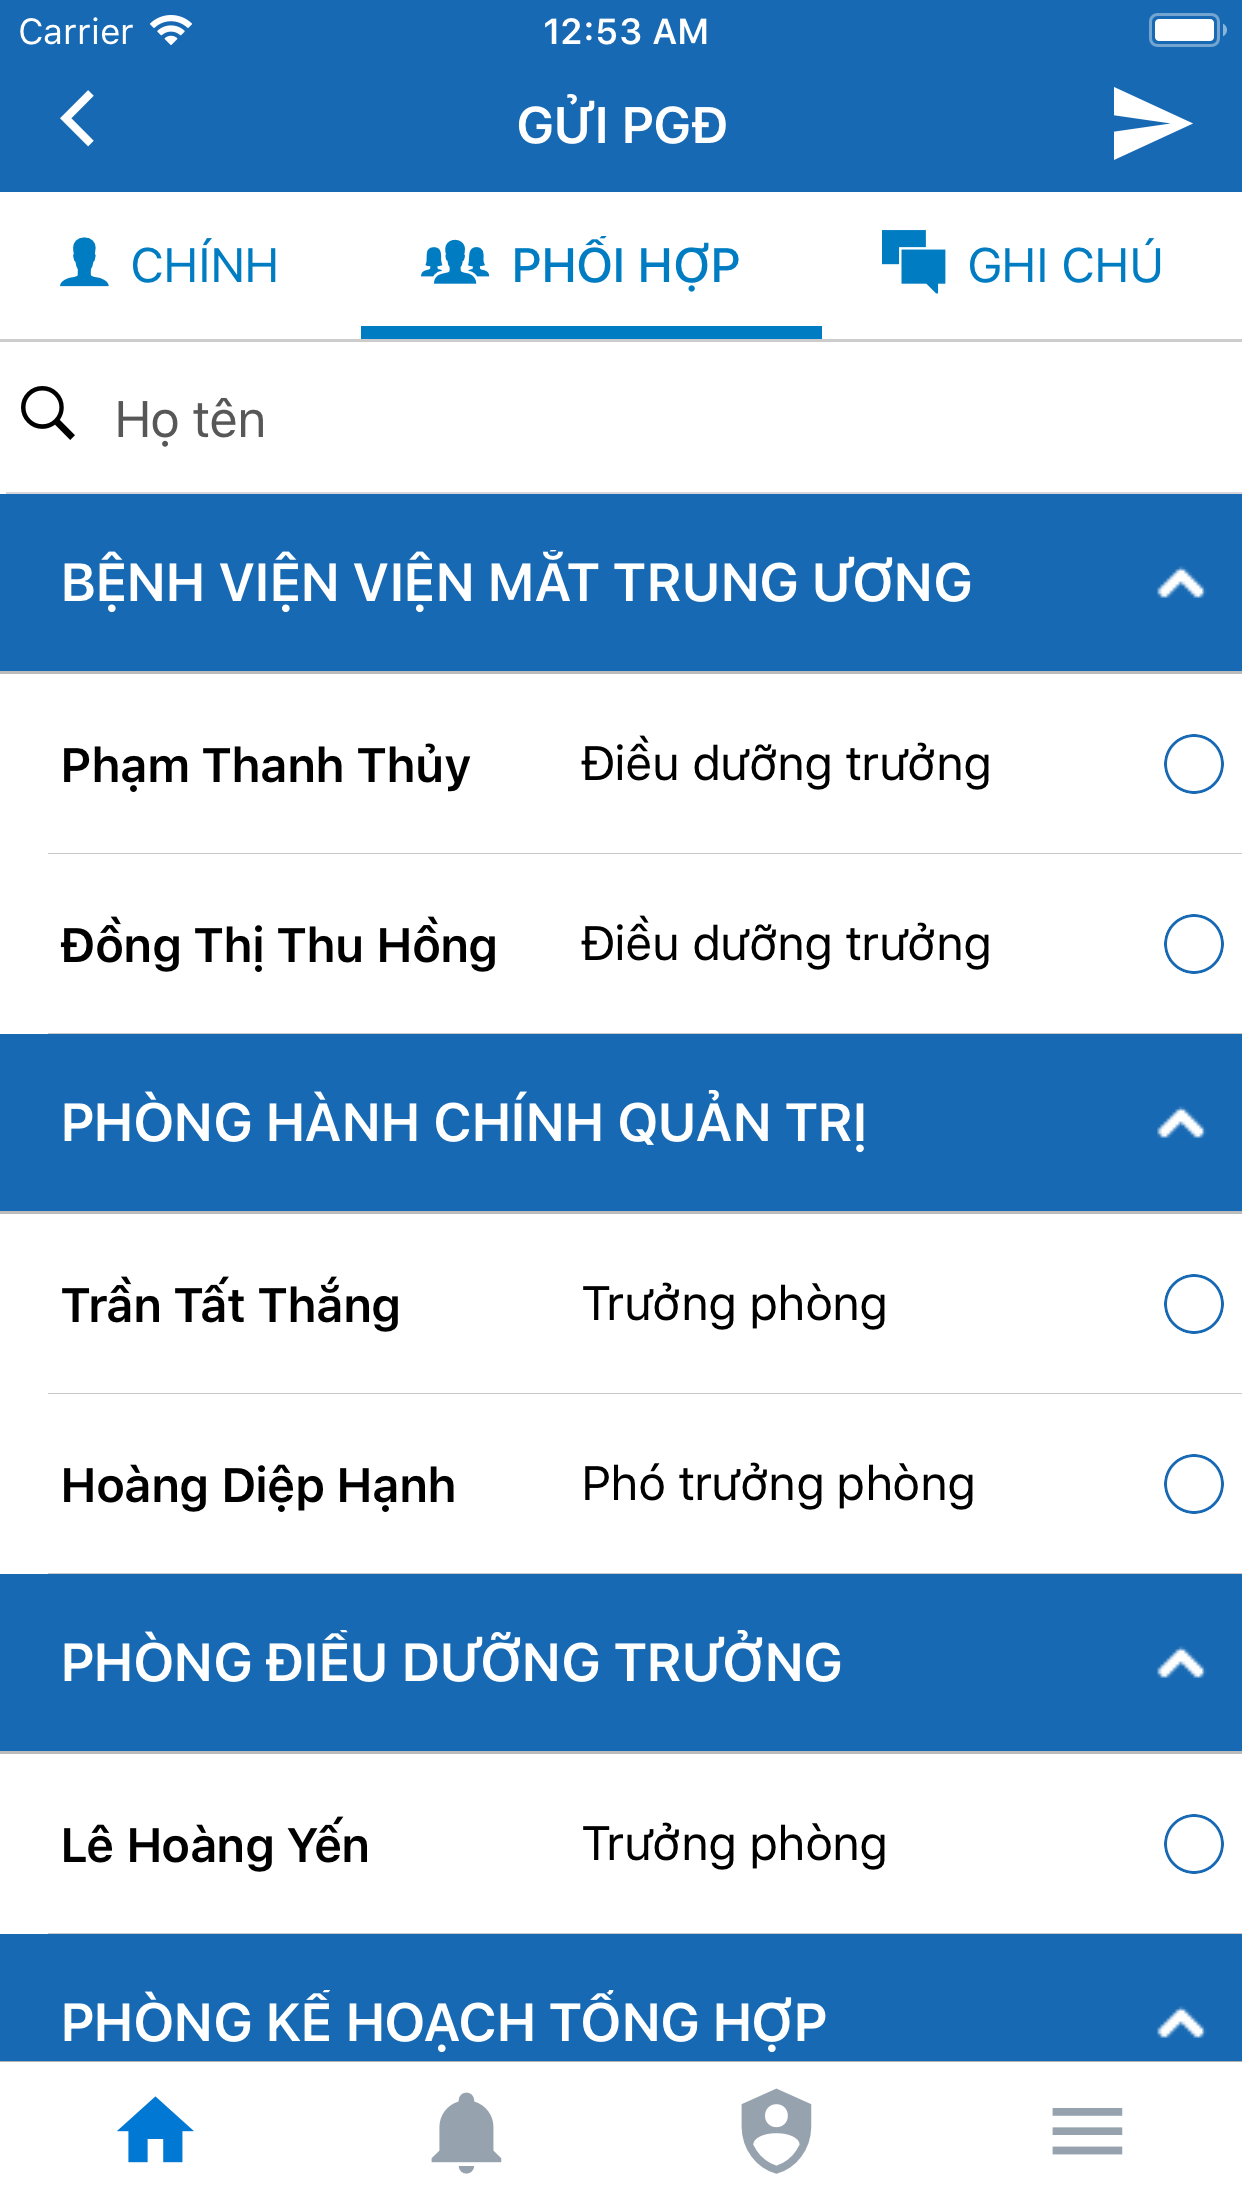 Carrier 12:53 AM
GỬI PGĐ
CHÍNH PHỐI HỢP GHI CHÚ
Họ tên
BỆNH VIỆN VIỆN MẮT TRUNG ƯƠNG
Phạm Thanh Thủy Điều dưỡng trưởng
Đồng Thị Thu Hồng Điều dưỡng trưởng
PHÒNG HÀNH CHÍNH QUẢN TRỊ
Trần Tất Thắng Trưởng phòng
Hoàng Diệp Hạnh Phó trưởng phòng
PHÒNG ĐIỀU DƯỠNG TRƯỞNG
Lê Hoàng Yến Trưởng phòng
PHÒNG KẾ HOẠCH TỔNG HỢP